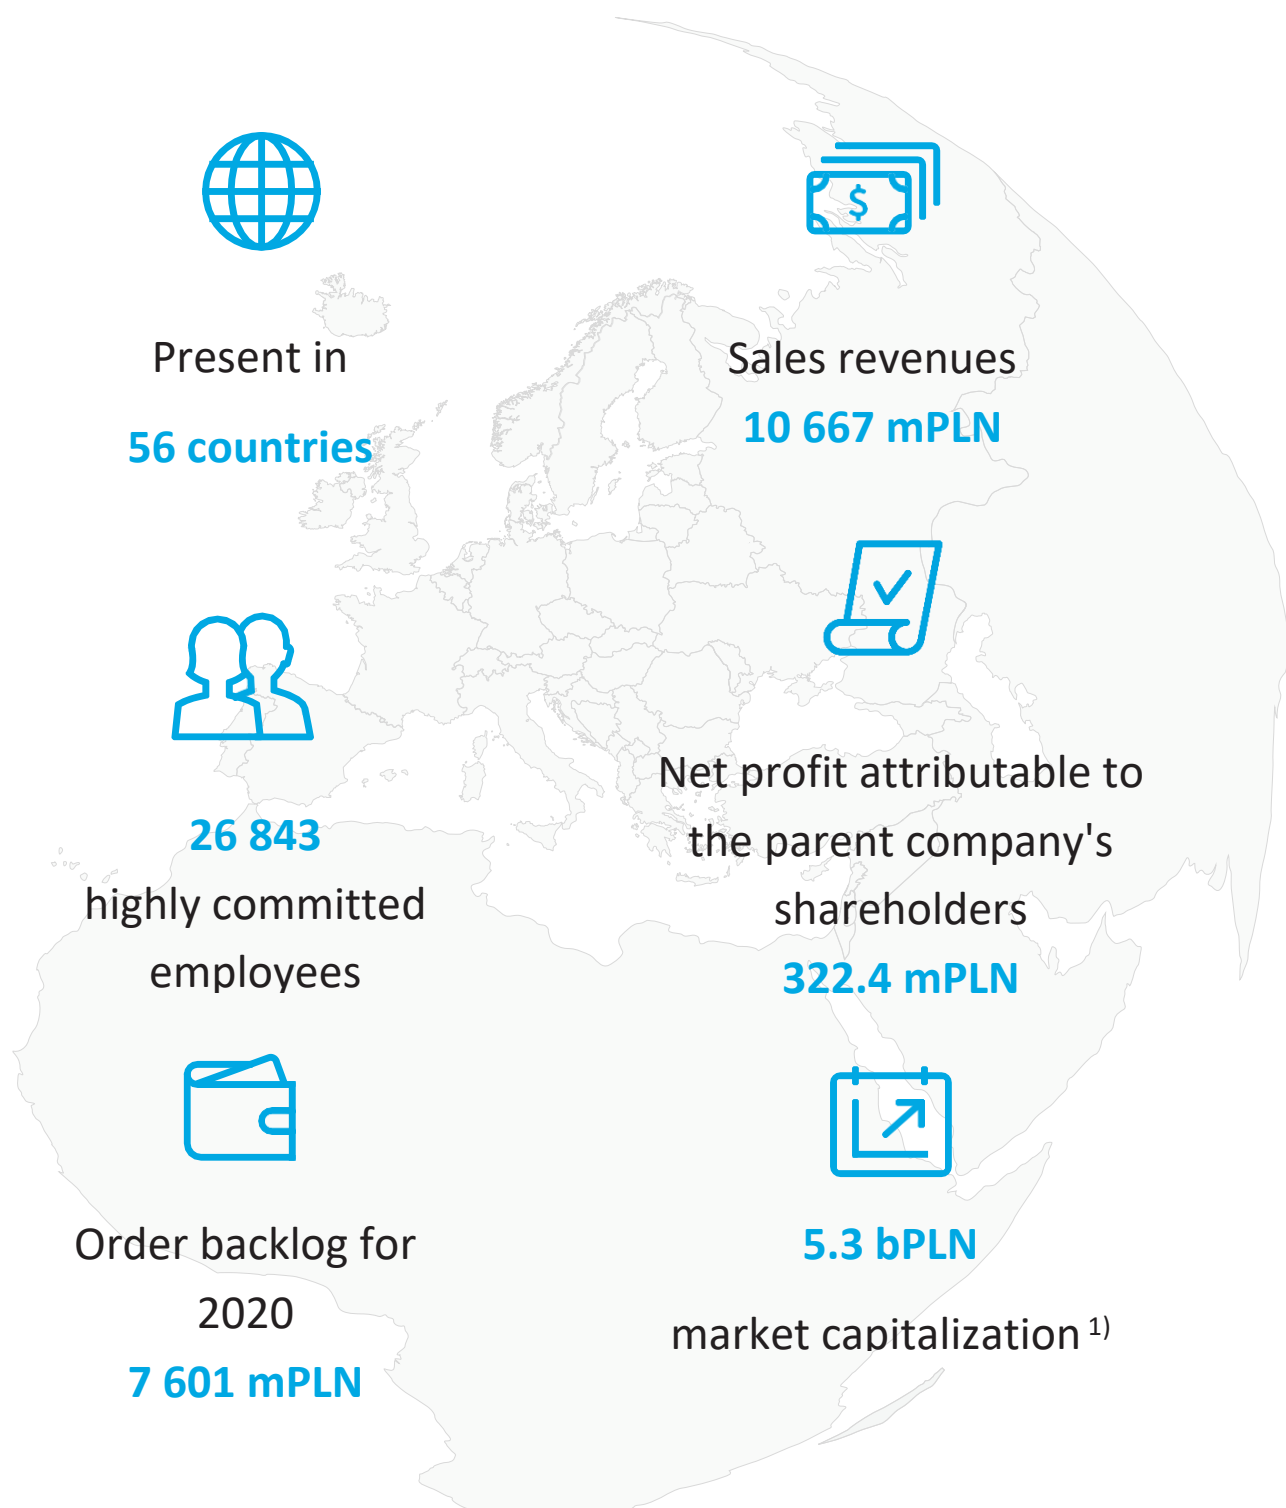 Present in
56 countries
Sales revenues
10 667 mPLN
26 843
highly committed
employees
Net profit attributable to
the parent company's
shareholders
322.4 mPLN
Order backlog for
2020
7 601 mPLN
5.3 bPLN
market capitalization 1)